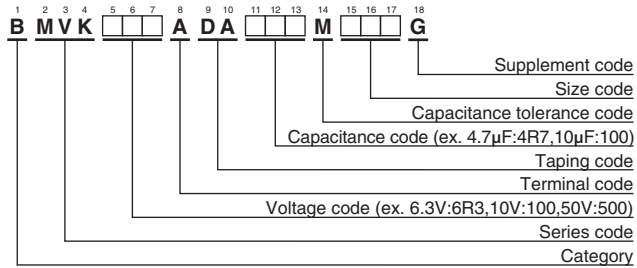 1 2 3 4 5 6 7 8 9 10 11 12 13 14 15 16 17 18
B M V K A D A M G
Supplement code
Size code
Capacitance tolerance code
Capacitance code (ex. 4.7μF:4R7,10μF:100)
Taping code
Terminal code
Voltage code (ex. 6.3V:6R3,10V:100,50V:500)
Series code
Category